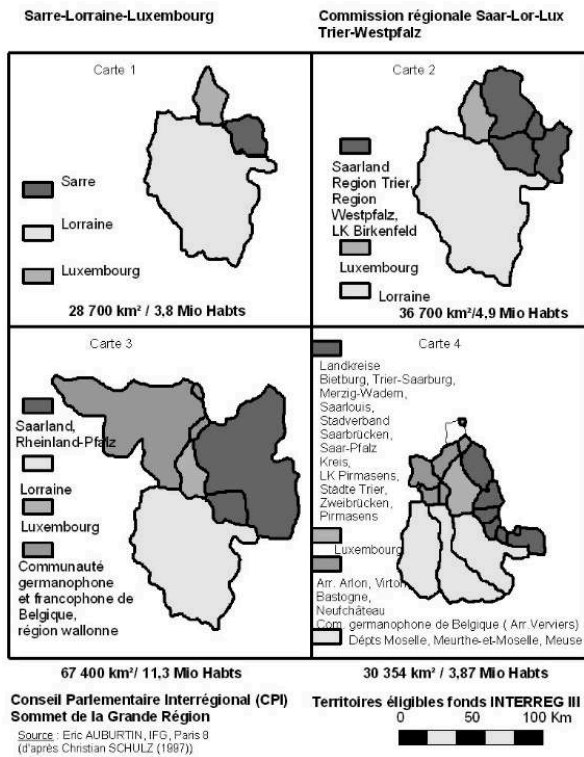 Sarre-Lorraine-Luxembourg
Commission régionale Saar-Lor-Lux
Trier-Westpfalz
Carte 1
Sarre
Lorraine
Luxembourg
28 700 km² / 3,8 Mio Habts
Carte 2
Saarland
Region Trier,
Region
Westpfalz,
LK Birkenfeld
Luxembourg
Lorraine
36 700 km²/4,9 Mio Habts
Carte 3
Saarland,
Rheinland-Pfalz
Lorraine
Luxembourg
Communauté
germanophone
et francophone de
Belgique,
région wallonne
67 400 km²/ 11,3 Mio Habts
Carte 4
Landkreise
Bietburg, Trier-Saarburg,
Merzig-Wadern,
Saarlouis,
Stadverband
Saarbrücken,
Saar-Pfalz
Kreis,
LK Pirmasens,
Städte Trier,
Zweibrücken,
Pirmasens
Luxembourg
Arr. Arlon, Virton,
Bastogne,
Neufchâteau
Com. germanophone de Belgique ( Arr.Verviers)
Dépts Moselle, Meurthe-et-Moselle, Meuse
30 354 km² / 3,87 Mio Habts
Conseil Parlementaire Interrégional (CPI)
Sommet de la Grande Région
Source : Eric AUBURTIN, IFG, Paris 8
(d'après Christian SCHULZ (1997))
Territoires éligibles fonds INTERREG III
0 50 100 Km